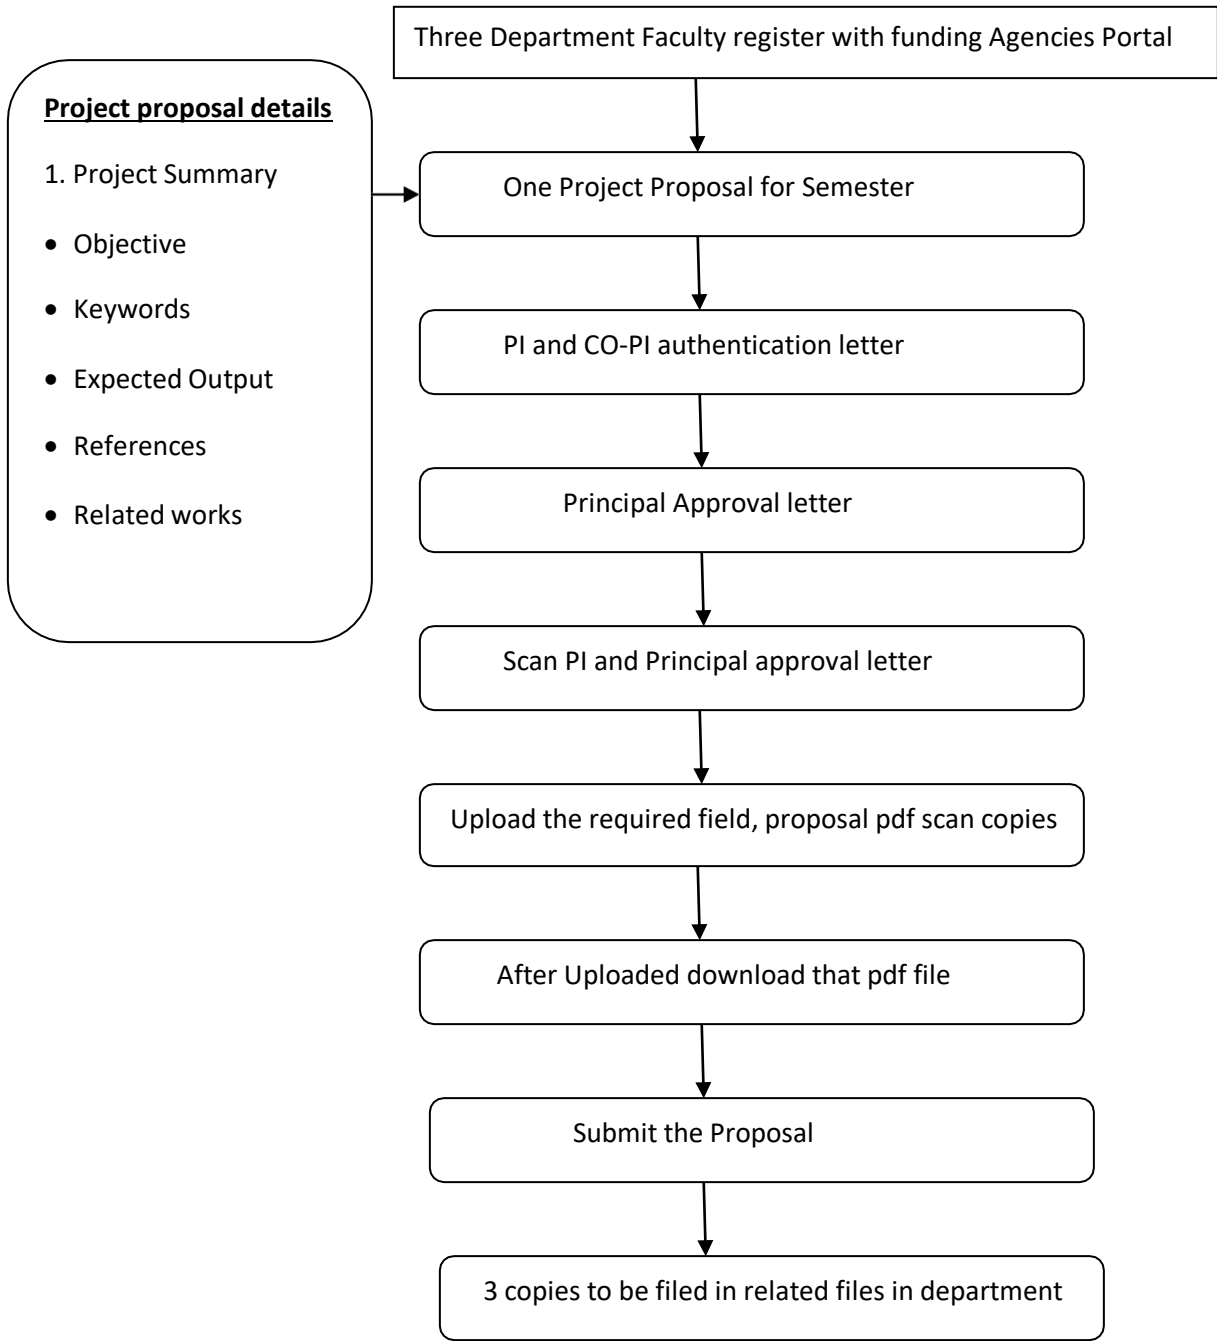 Three Department Faculty register with funding Agencies Portal
Project proposal details
1. Project Summary
• Objective
• Keywords
• Expected Output
• References
• Related works
One Project Proposal for Semester
PI and CO-PI authentication letter
Principal Approval letter
Scan PI and Principal approval letter
Upload the required field, proposal pdf scan copies
After Uploaded download that pdf file
Submit the Proposal
3 copies to be filed in related files in department